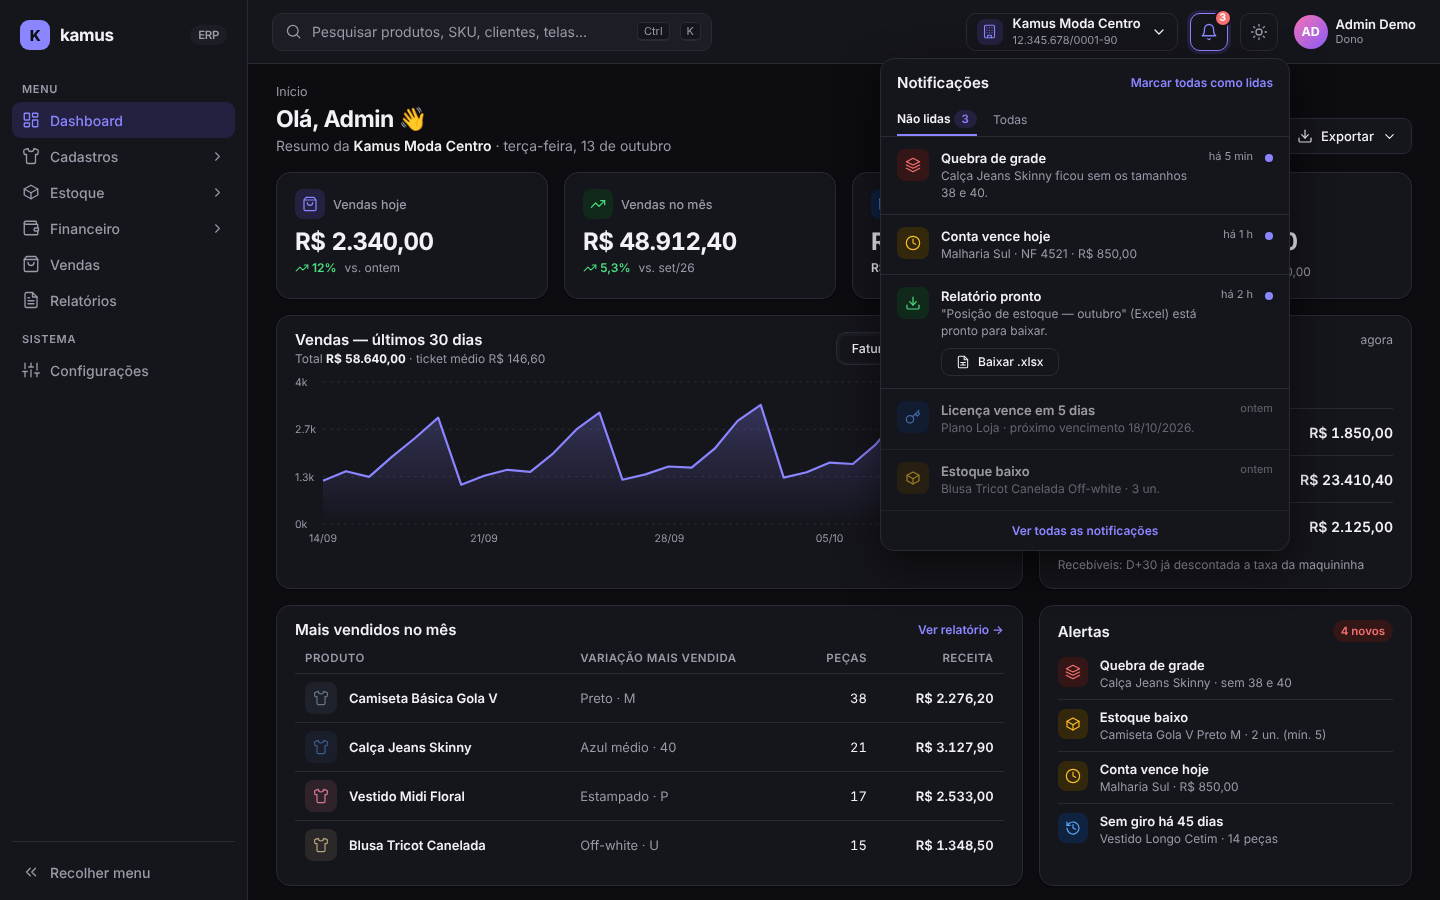 K kamus ERP
MENU
Dashboard
Cadastros
Estoque
Financeiro
Vendas
Relatórios
SISTEMA
Configurações
Recolher menu
Pesquisar produtos, SKU, clientes, telas... Ctrl K
Kamus Moda Centro
12.345.678/0001-90
3
AD
Admin Demo
Dono
Início
Olá, Admin 👋
Resumo da Kamus Moda Centro · terça-feira, 13 de outubro
Exportar
Vendas hoje
R$ 2.340,00
12% vs. ontem
Vendas no mês
R$ 48.912,40
5,3% vs. set/26
Notificações Marcar todas como lidas
Não lidas 3 Todas
Quebra de grade há 5 min
Calça Jeans Skinny ficou sem os tamanhos
38 e 40.
Conta vence hoje há 1 h
Malharia Sul · NF 4521 · R$ 850,00
Relatório pronto há 2 h
"Posição de estoque — outubro" (Excel) está
pronto para baixar.
Baixar .xlsx
Licença vence em 5 dias ontem
Plano Loja · próximo vencimento 18/10/2026.
Estoque baixo ontem
Blusa Tricot Canelada Off-white · 3 un.
Ver todas as notificações
Vendas — últimos 30 dias
Total R$ 58.640,00 · ticket médio R$ 146,60
4k
2.7k
1.3k
0k
14/09 21/09 28/09 05/10
agora
R$ 1.850,00
R$ 23.410,40
R$ 2.125,00
Recebíveis: D+30 já descontada a taxa da maquininha
Mais vendidos no mês Ver relatório →
PRODUTO VARIAÇÃO MAIS VENDIDA PEÇAS RECEITA
Camiseta Básica Gola V Preto · M 38 R$ 2.276,20
Calça Jeans Skinny Azul médio · 40 21 R$ 3.127,90
Vestido Midi Floral Estampado · P 17 R$ 2.533,00
Blusa Tricot Canelada Off-white · U 15 R$ 1.348,50
Alertas 4 novos
Quebra de grade
Calça Jeans Skinny · sem 38 e 40
Estoque baixo
Camiseta Gola V Preto M · 2 un. (mín. 5)
Conta vence hoje
Malharia Sul · R$ 850,00
Sem giro há 45 dias
Vestido Longo Cetim · 14 peças